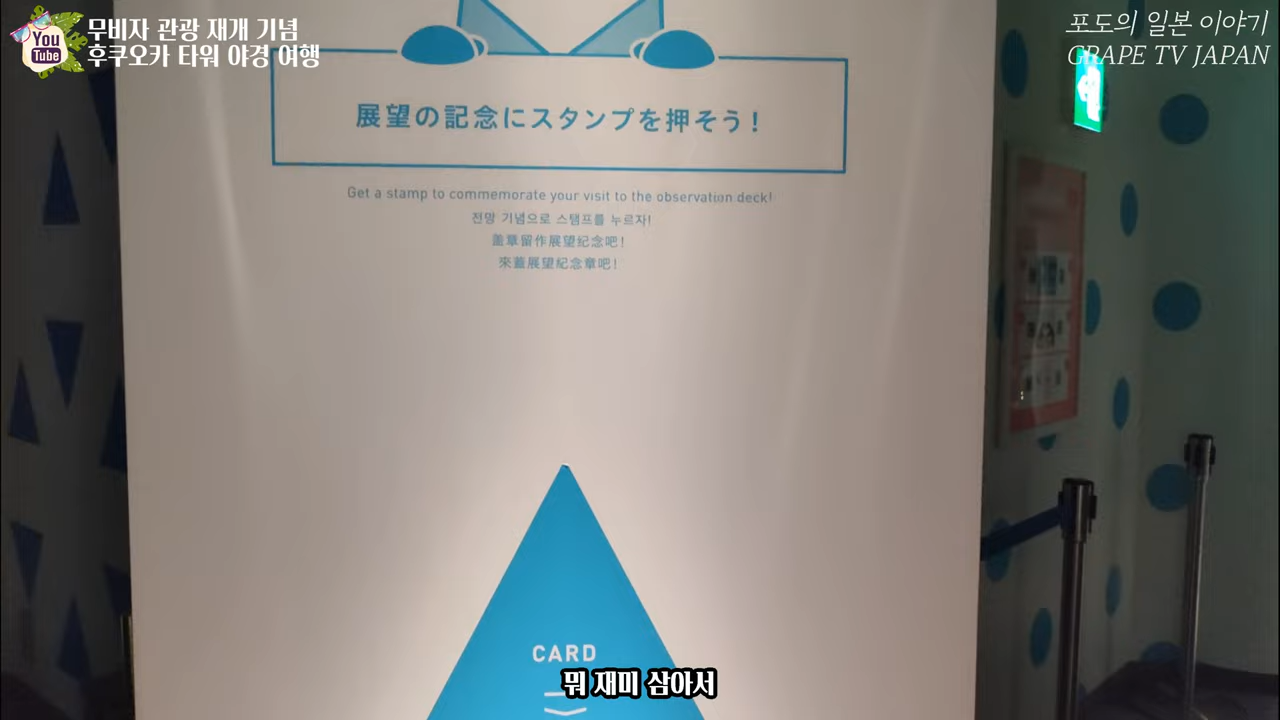 무비자 관광 재개 기념
후쿠오카 타워 야경 여행
You
Tube
포도의 일본 이야기
GRAPE TV JAPAN
展望の記念にスタンプを押そう!
Get a stamp to commemorate your visit to the observation deck!
전망 기념으로 스탬프를 누르자!
盖章留作展望纪念吧!
來蓋展望紀念章吧!
CARD
뭐 재미 삼아서